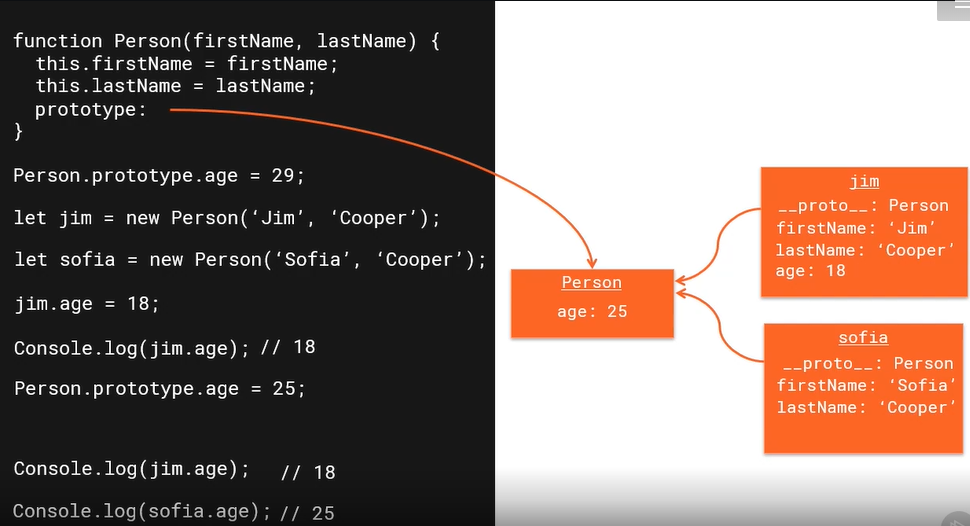 function Person(firstName, lastName) {
this.firstName = firstName;
this.lastName = lastName;
prototype:
}
Person.prototype.age = 29;
let jim = new Person(‘Jim’, ‘Cooper’);
let sofia = new Person(‘Sofia’, ‘Cooper’);
jim.age = 18;
Console.log(jim.age); // 18
Person.prototype.age = 25;
Console.log(jim.age); // 18
Console.log(sofia.age); // 25
Person
age: 25
jim
__proto__: Person
firstName: ‘Jim’
lastName: ‘Cooper’
age: 18
sofia
__proto__: Person
firstName: ‘Sofia’
lastName: ‘Cooper’